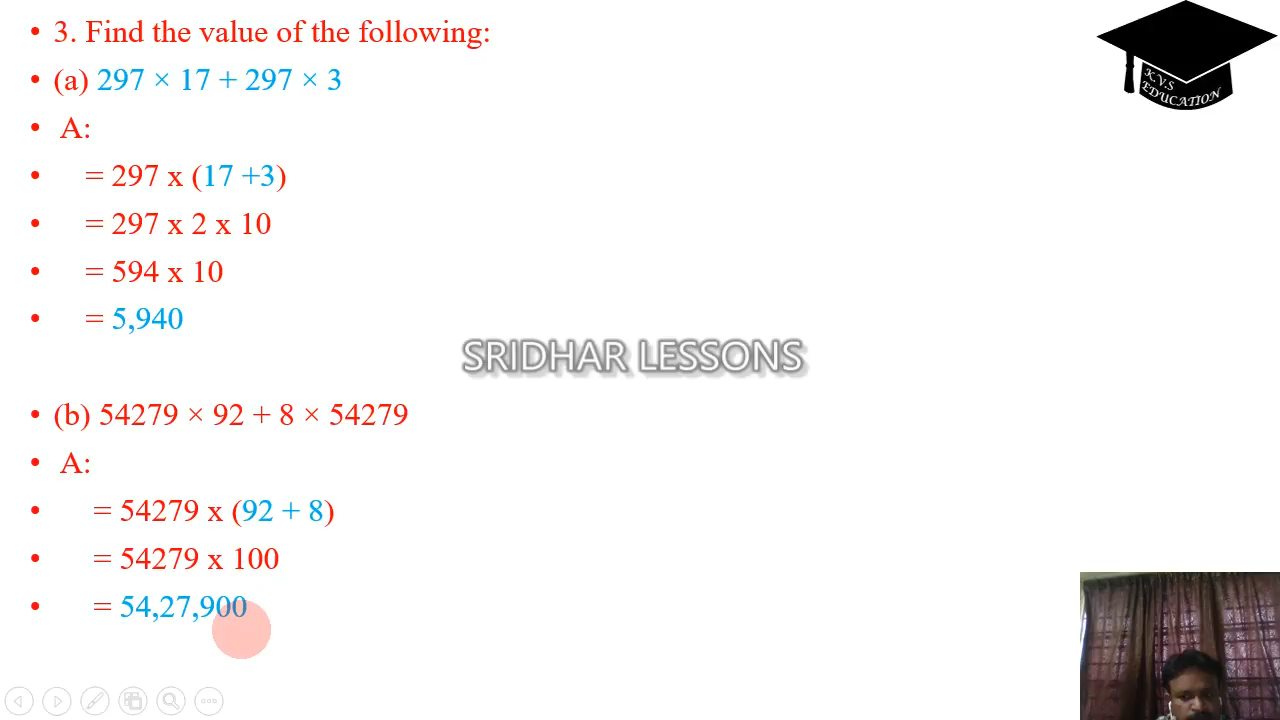 • 3. Find the value of the following:
• (a) 297 × 17 + 297 × 3
• A:
• = 297 x (17 +3)
• = 297 x 2 x 10
• = 594 x 10
• = 5,940
• (b) 54279 × 92 + 8 × 54279
• A:
• = 54279 x (92 + 8)
• = 54279 x 100
• = 54,27,900
K.V.S
EDUCATION
SRIDHAR LESSONS